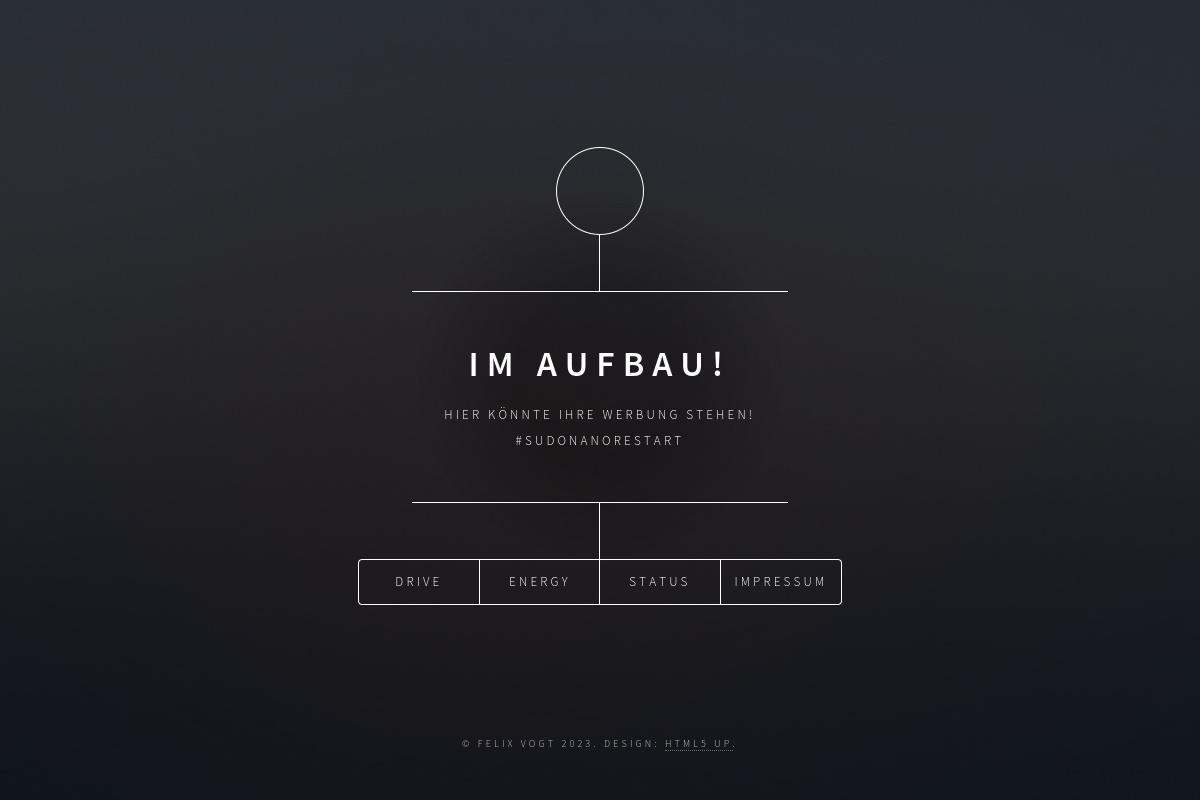 IM AUFBAU!
HIER KÖNNTE IHRE WERBUNG STEHEN!
#SUDONANORESTART
DRIVE ENERGY STATUS IMPRESSUM
© FELIX VOGT 2023. DESIGN: HTML5 UP.